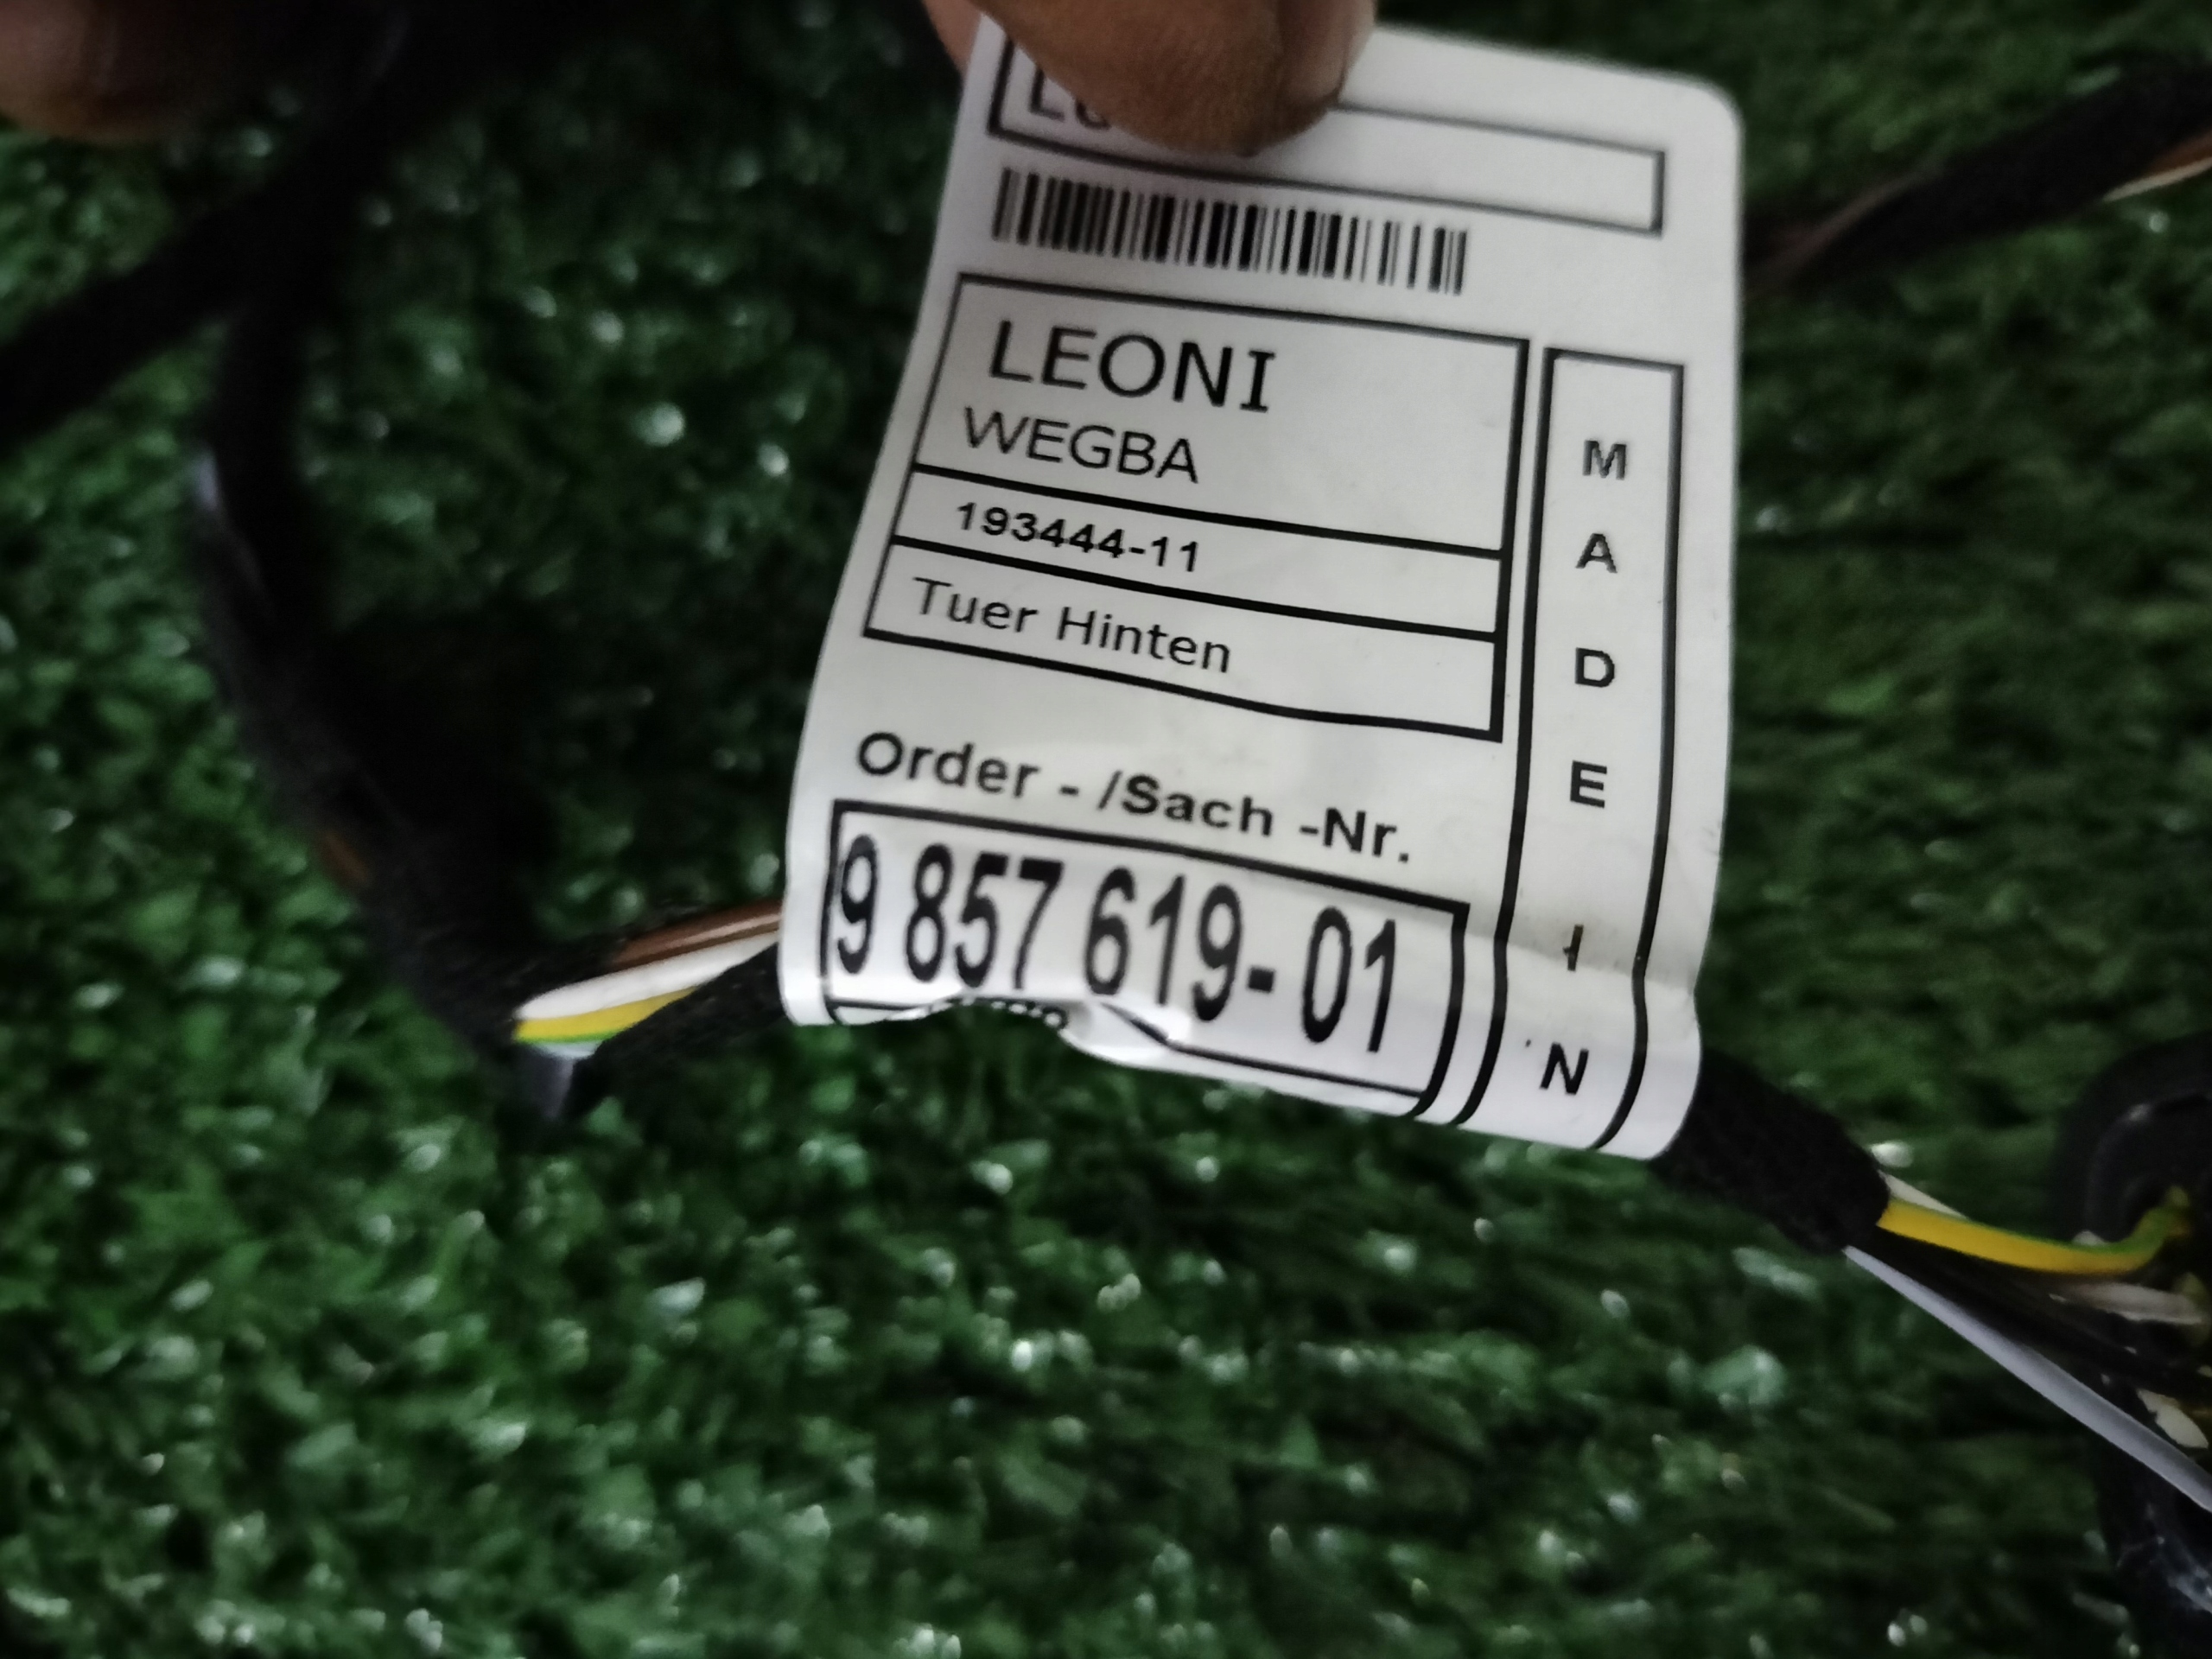 LEONI
WEGBA
193444-11
Tuer Hinten
Order - /Sach -Nr.
9 857 619- 01
MADE
IN